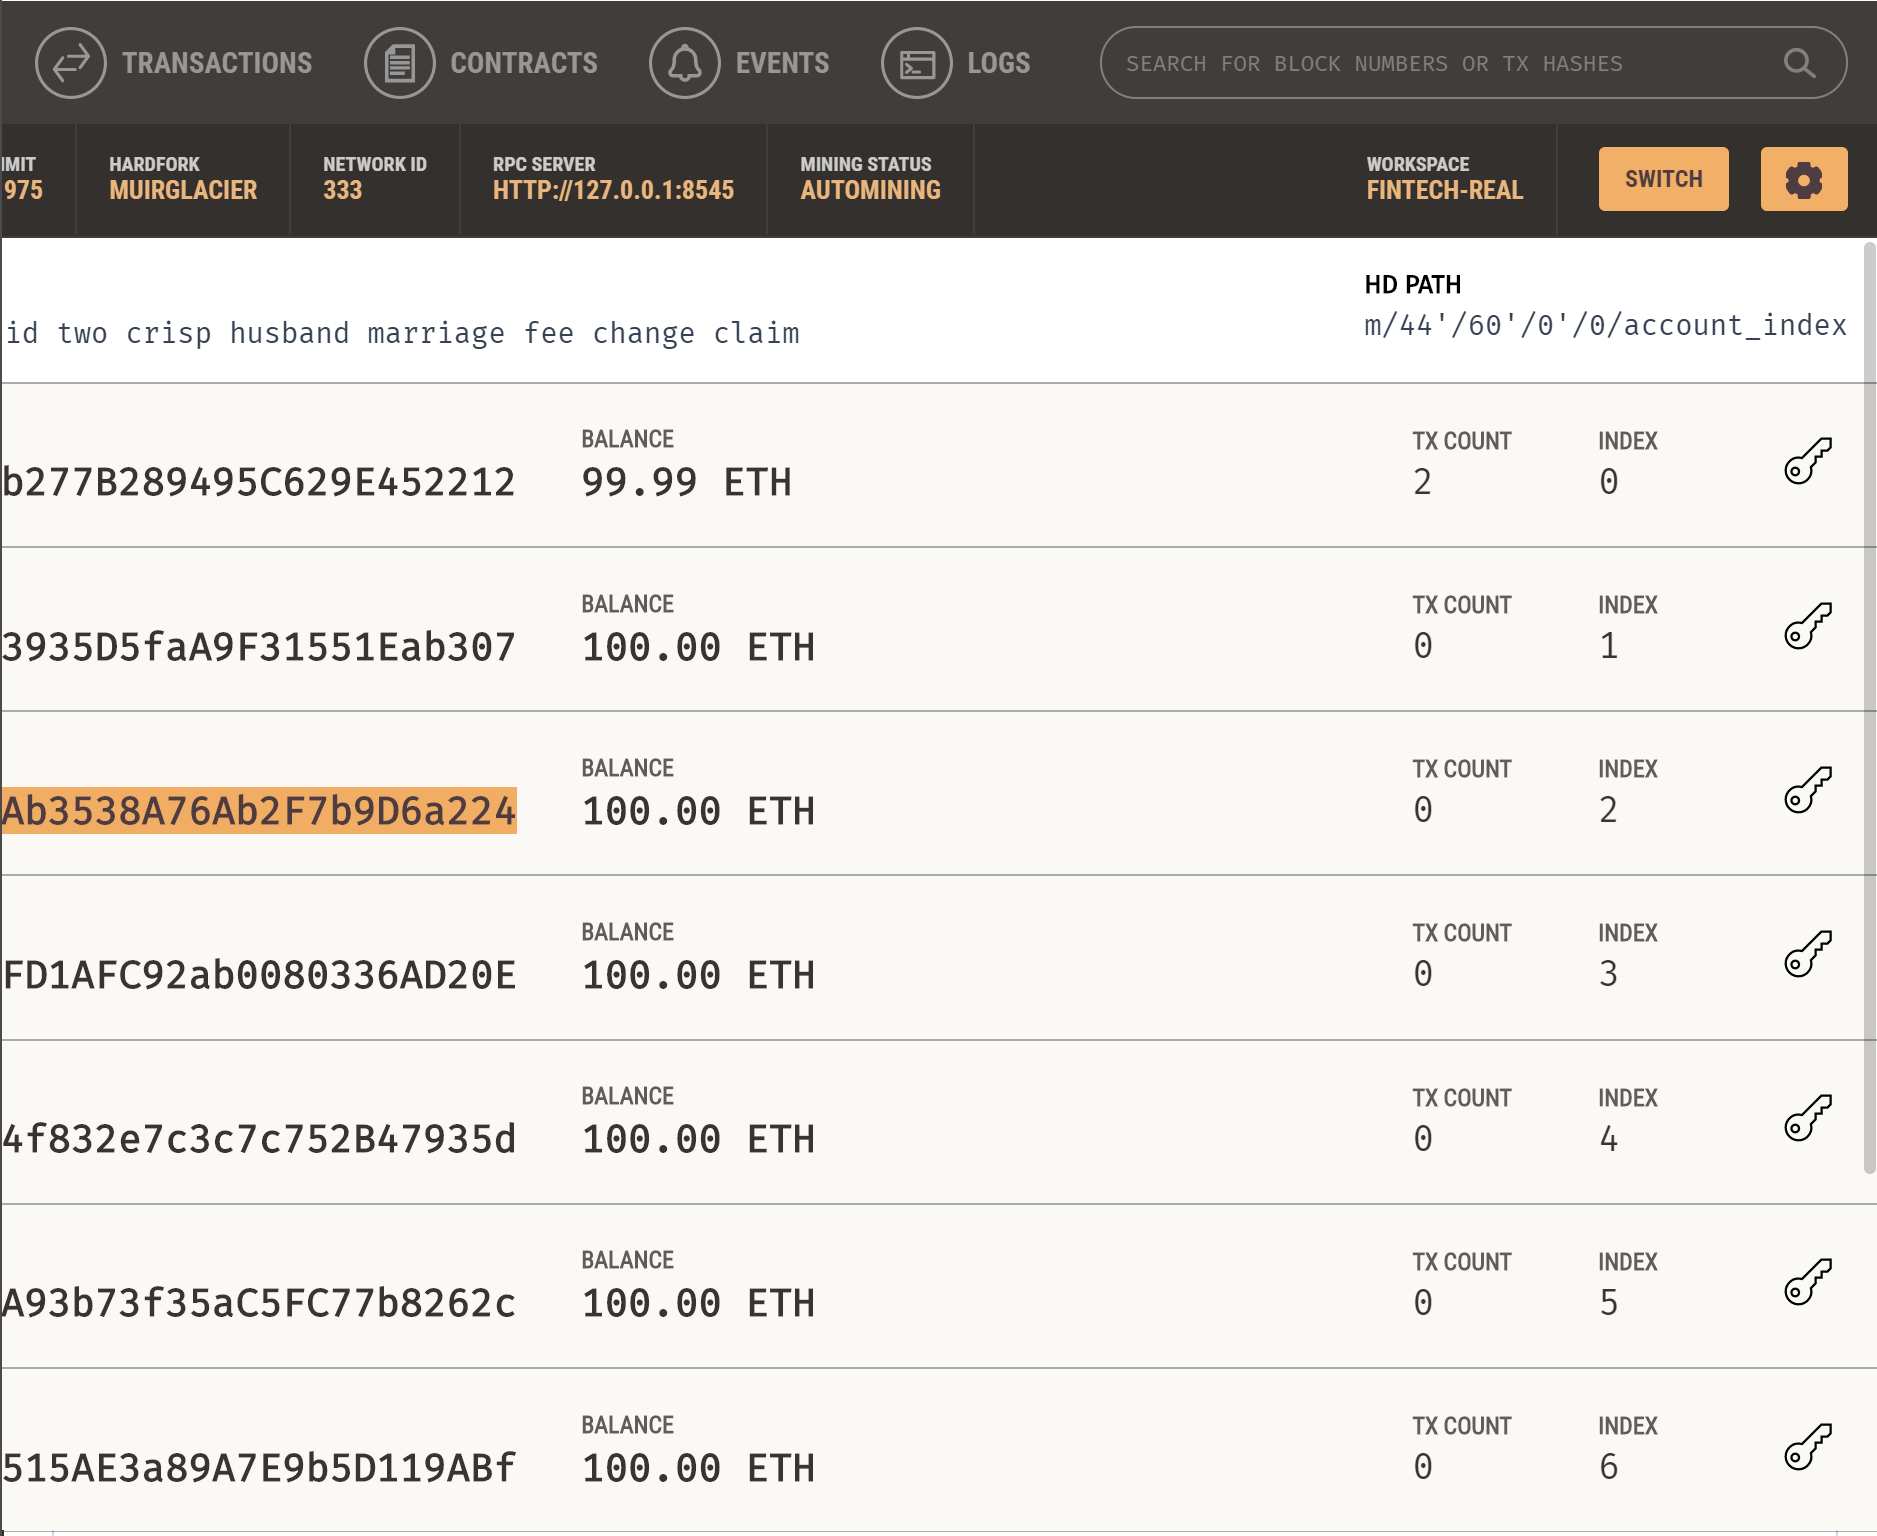 TRANSACTIONS CONTRACTS EVENTS LOGS SEARCH FOR BLOCK NUMBERS OR TX HASHES
IMIT HARDFORK NETWORK ID RPC SERVER MINING STATUS WORKSPACE
975 MUIRGLACIER 333 HTTP://127.0.0.1:8545 AUTOMINING FINTECH-REAL SWITCH
HD PATH
id two crisp husband marriage fee change claim m/44'/60'/0'/0/account_index
BALANCE TX COUNT INDEX
b277B289495C629E452212 99.99 ETH 2 0
BALANCE TX COUNT INDEX
3935D5faA9F31551Eab307 100.00 ETH 0 1
BALANCE TX COUNT INDEX
Ab3538A76Ab2F7b9D6a224 100.00 ETH 0 2
BALANCE TX COUNT INDEX
FD1AFC92ab0080336AD20E 100.00 ETH 0 3
BALANCE TX COUNT INDEX
4f832e7c3c7c752B47935d 100.00 ETH 0 4
BALANCE TX COUNT INDEX
A93b73f35aC5FC77b8262c 100.00 ETH 0 5
BALANCE TX COUNT INDEX
515AE3a89A7E9b5D119ABf 100.00 ETH 0 6